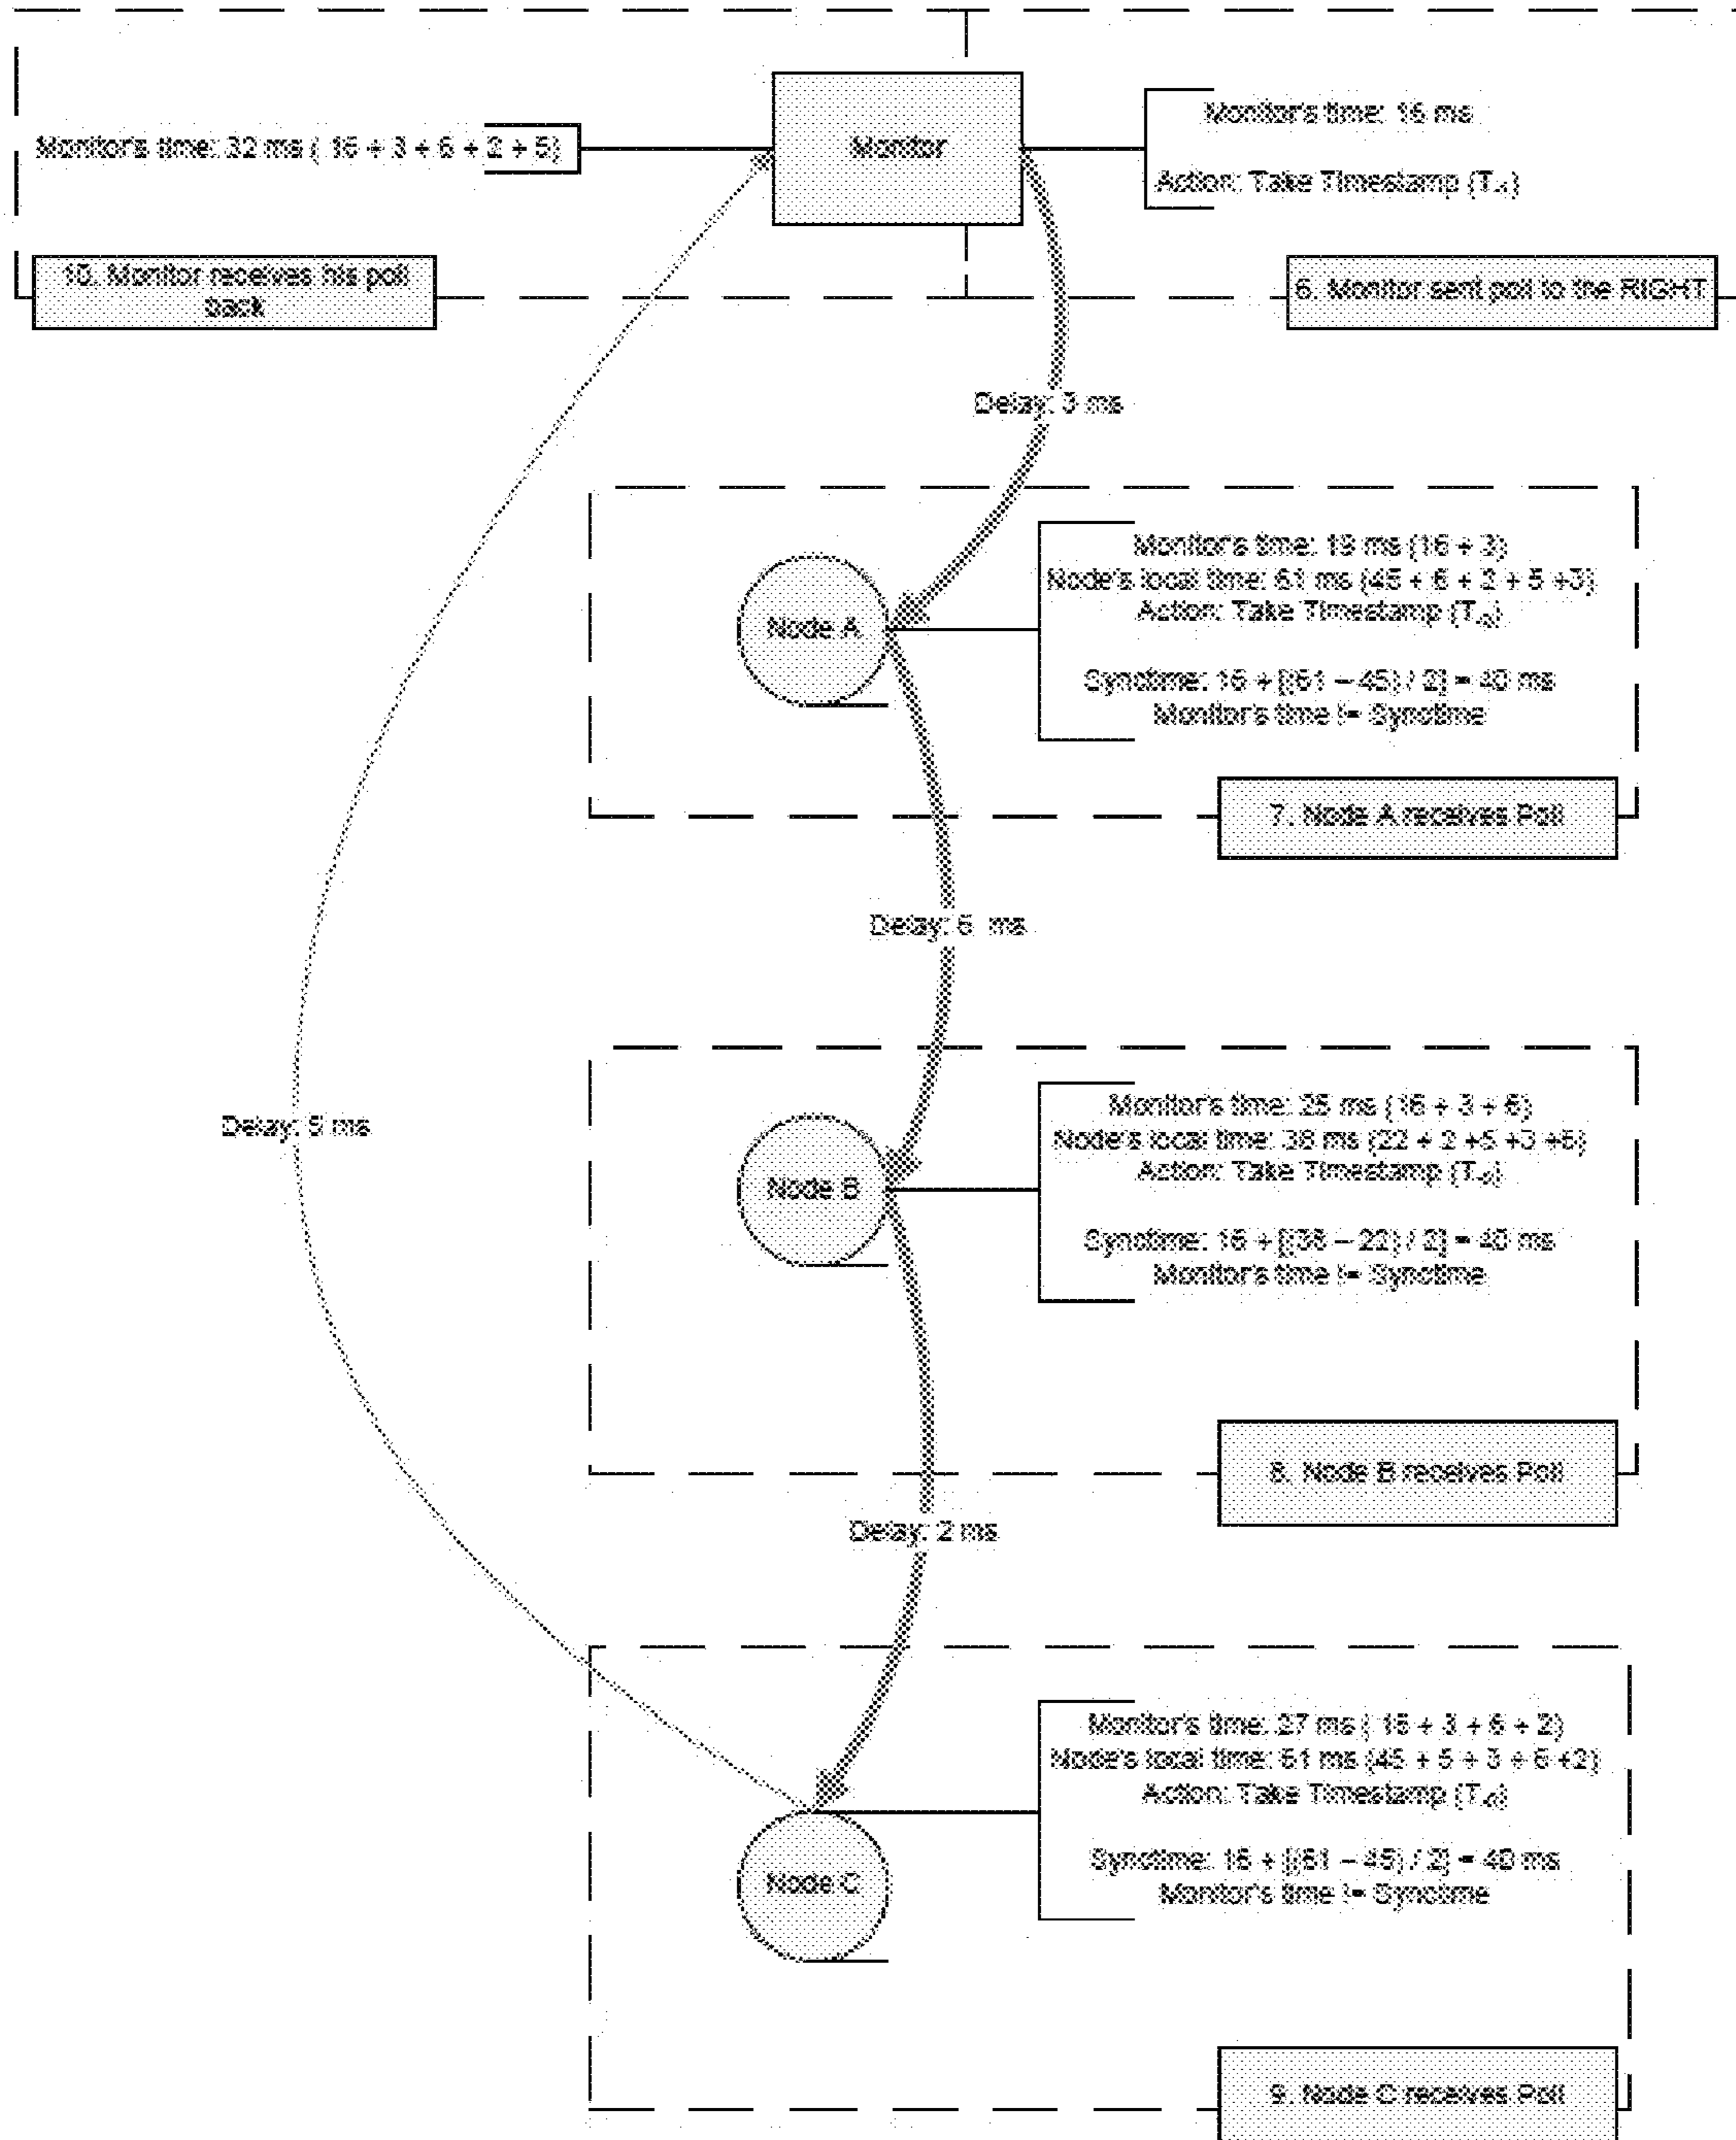 Monitor's time: 32 ms ( 16 + 3 + 6 + 2 + 5)
Monitor
Monitor's time: 16 ms
Action: Take Timestamp
10. Monitor receives his poll
back
6. Monitor sent poll to the RIGHT
Delay: 3 ms
Monitor's time: 19 ms (16 + 3)
Node's local time: 61 ms (45 + 6 + 2 + 5 +3)
Action: Take Timestamp
Node A
Synctime: 16 + [(61 – 45) / 2] = 40 ms
Monitor's time != Synctime
7. Node A receives Poll
Delay: 6 ms
Monitor's time: 25 ms (16 + 3 + 6)
Node's local time: 38 ms (22 + 2 +5 +3 +6)
Action: Take Timestamp
Node B
Delay: 5 ms
Synctime: 16 + [(38 – 22) / 2] = 40 ms
Monitor's time != Synctime
8. Node B receives Poll
Delay: 2 ms
Monitor's time: 27 ms ( 16 + 3 + 6 + 2)
Node's local time: 61 ms (45 + 5 + 3 + 6 +2)
Action: Take Timestamp
Node C
Synctime: 16 + [(61 – 45) / 2] = 40 ms
Monitor's time != Synctime
9. Node C receives Poll